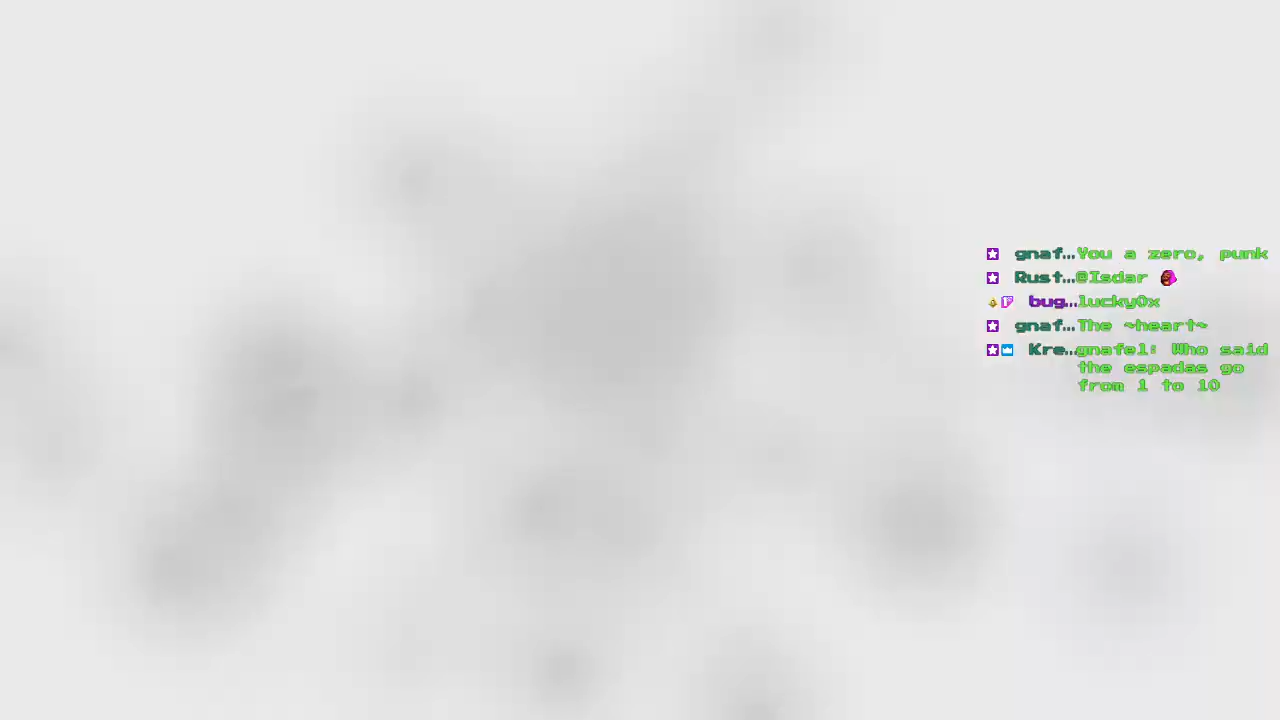 gnaf…You a zero, punk
Rust…@Isdar
bug…lucky0x
gnaf…The ~heart~
Kre…gnafel: Who said
the espadas go
from 1 to 10